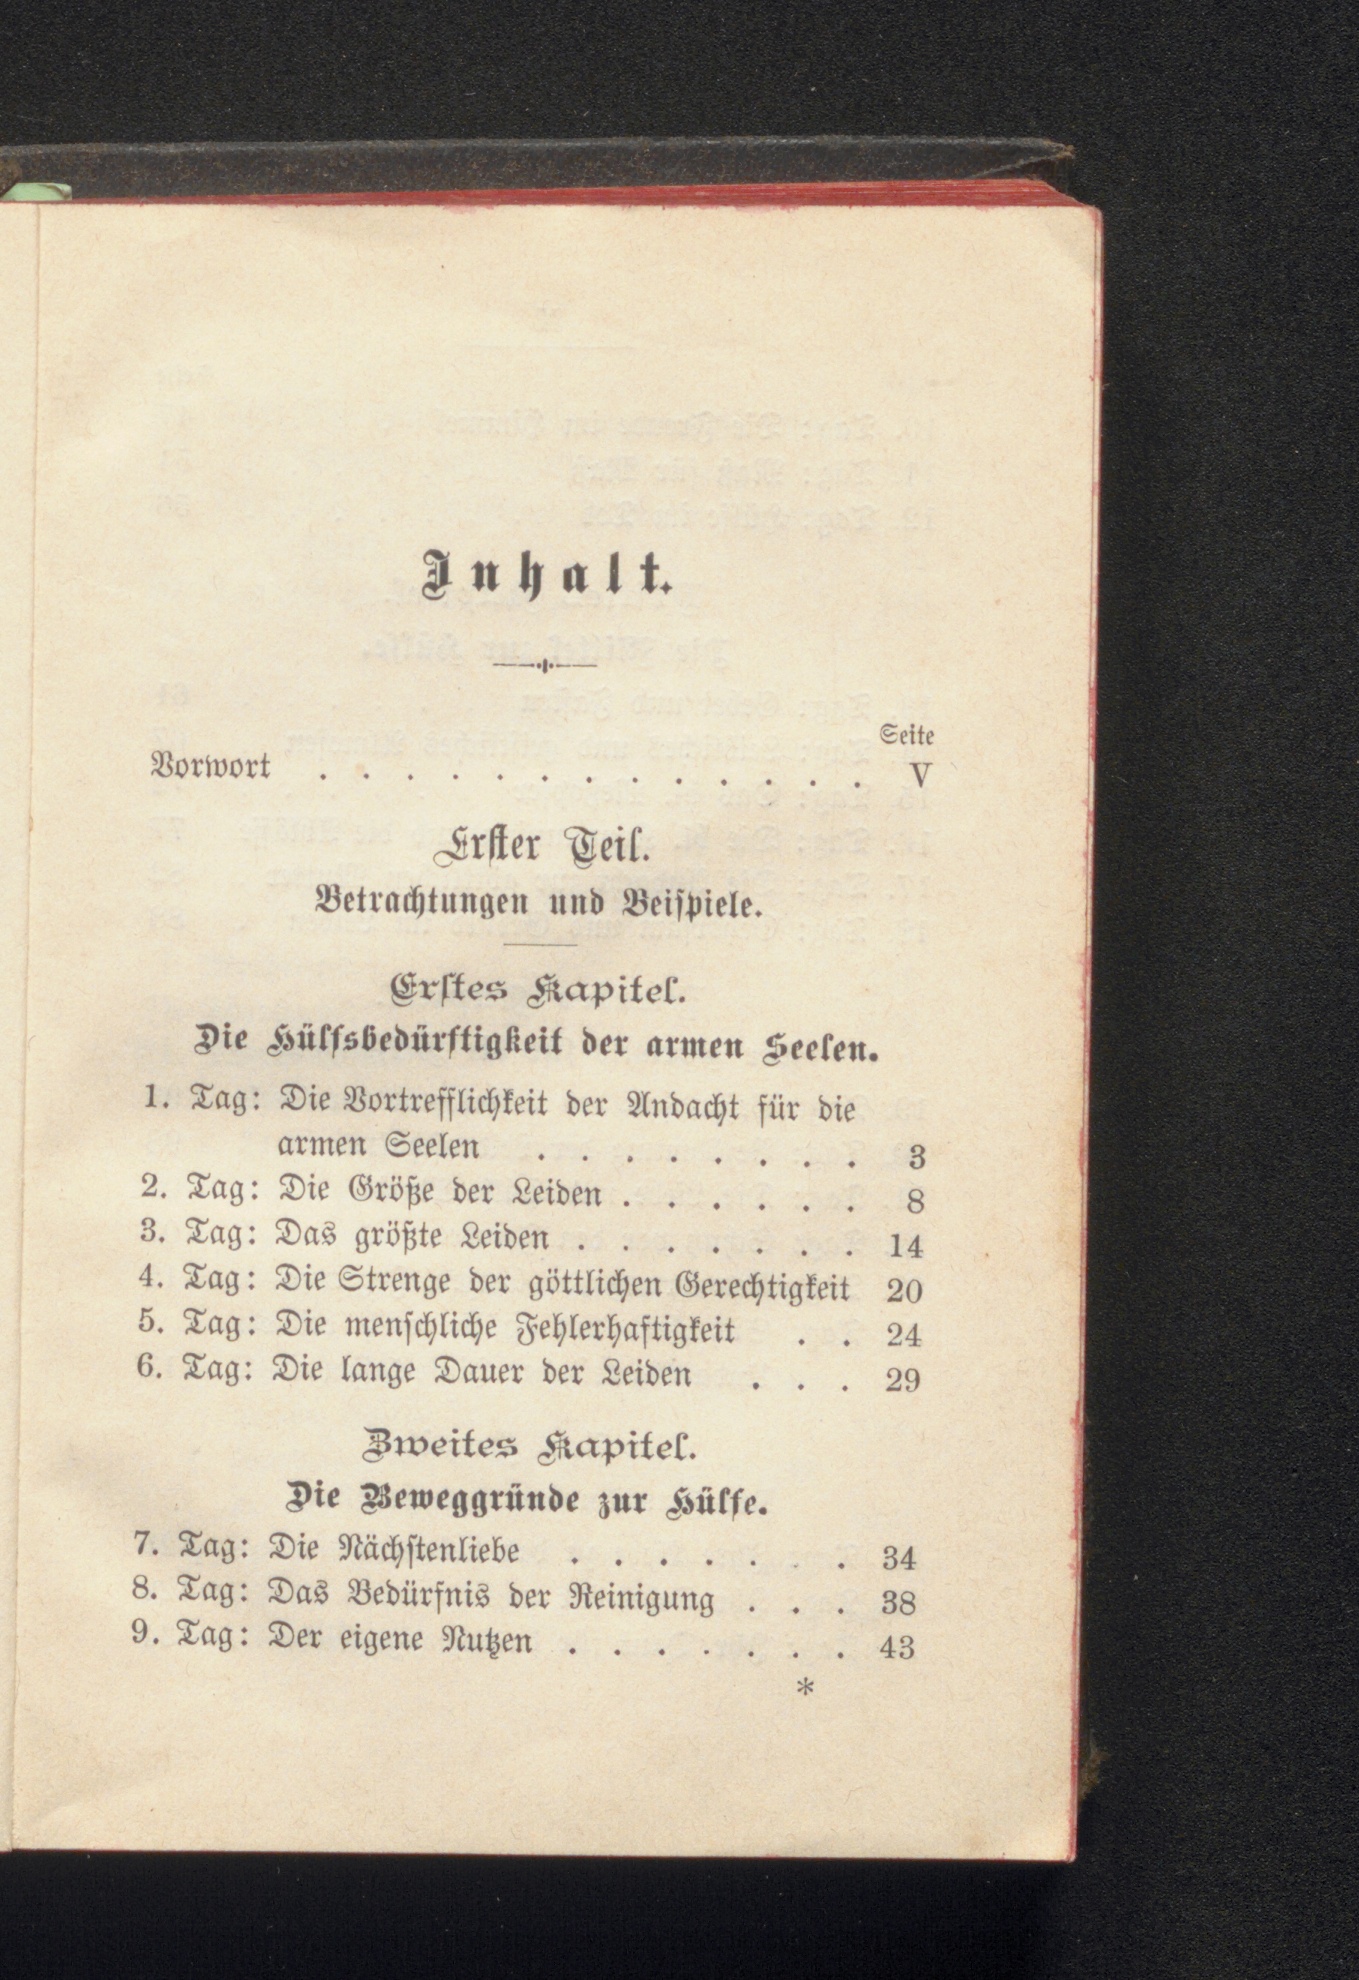 Inhalt.
Seite
Vorwort . . . . . . . . . . . . . V
Erster Teil.
Betrachtungen und Beispiele.
Erstes Kapitel.
Die Hülfsbedürftigkeit der armen Seelen.
1. Tag: Die Vortrefflichkeit der Andacht für die
armen Seelen . . . . . . . . 3
2. Tag: Die Größe der Leiden . . . . . . 8
3. Tag: Das größte Leiden . . . . . . . 14
4. Tag: Die Strenge der göttlichen Gerechtigkeit 20
5. Tag: Die menschliche Fehlerhaftigkeit . . 24
6. Tag: Die lange Dauer der Leiden . . . 29
Zweites Kapitel.
Die Beweggründe zur Hülfe.
7. Tag: Die Nächstenliebe . . . . . . . 34
8. Tag: Das Bedürfnis der Reinigung . . . 38
9. Tag: Der eigene Nutzen . . . . . . . 43
*